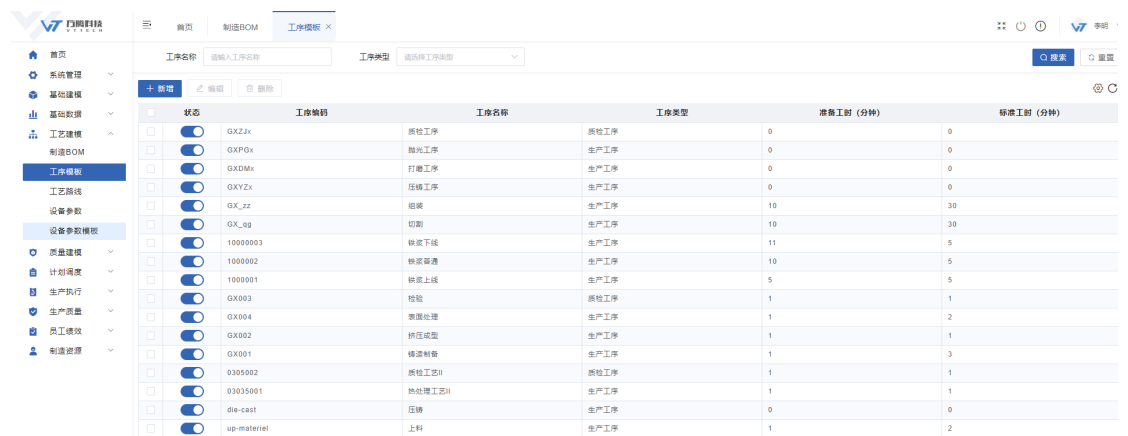 万腾科技
VTTECH
首页
制造BOM
工序模板 ×
李明
首页
系统管理
基础建模
基础数据
工艺建模
制造BOM
工序模板
工艺路线
设备参数
设备参数模板
质量建模
计划调度
生产执行
生产质量
员工绩效
制造资源
工序名称 请输入工序名称 工序类型 请选择工序类型 搜索 重置
+ 新增 编辑 删除
状态 工序编码 工序名称 工序类型 准备工时（分钟） 标准工时（分钟）
GXZJx 质检工序 质检工序 0 0
GXPGx 抛光工序 生产工序 0 0
GXDMx 打磨工序 生产工序 0 0
GXYZx 压铸工序 生产工序 0 0
GX_zz 组装 生产工序 10 30
GX_qg 切割 生产工序 10 30
10000003 铁浆下线 生产工序 11 5
1000002 铁浆普通 生产工序 10 5
1000001 铁浆上线 生产工序 5 5
GX003 检验 质检工序 1 1
GX004 表面处理 生产工序 1 2
GX002 挤压成型 生产工序 1 1
GX001 铸造制备 生产工序 1 3
0305002 质检工艺II 质检工序 1 1
03035001 热处理工艺II 生产工序 1 1
die-cast 压铸 生产工序 0 0
up-materiel 上料 生产工序 1 2